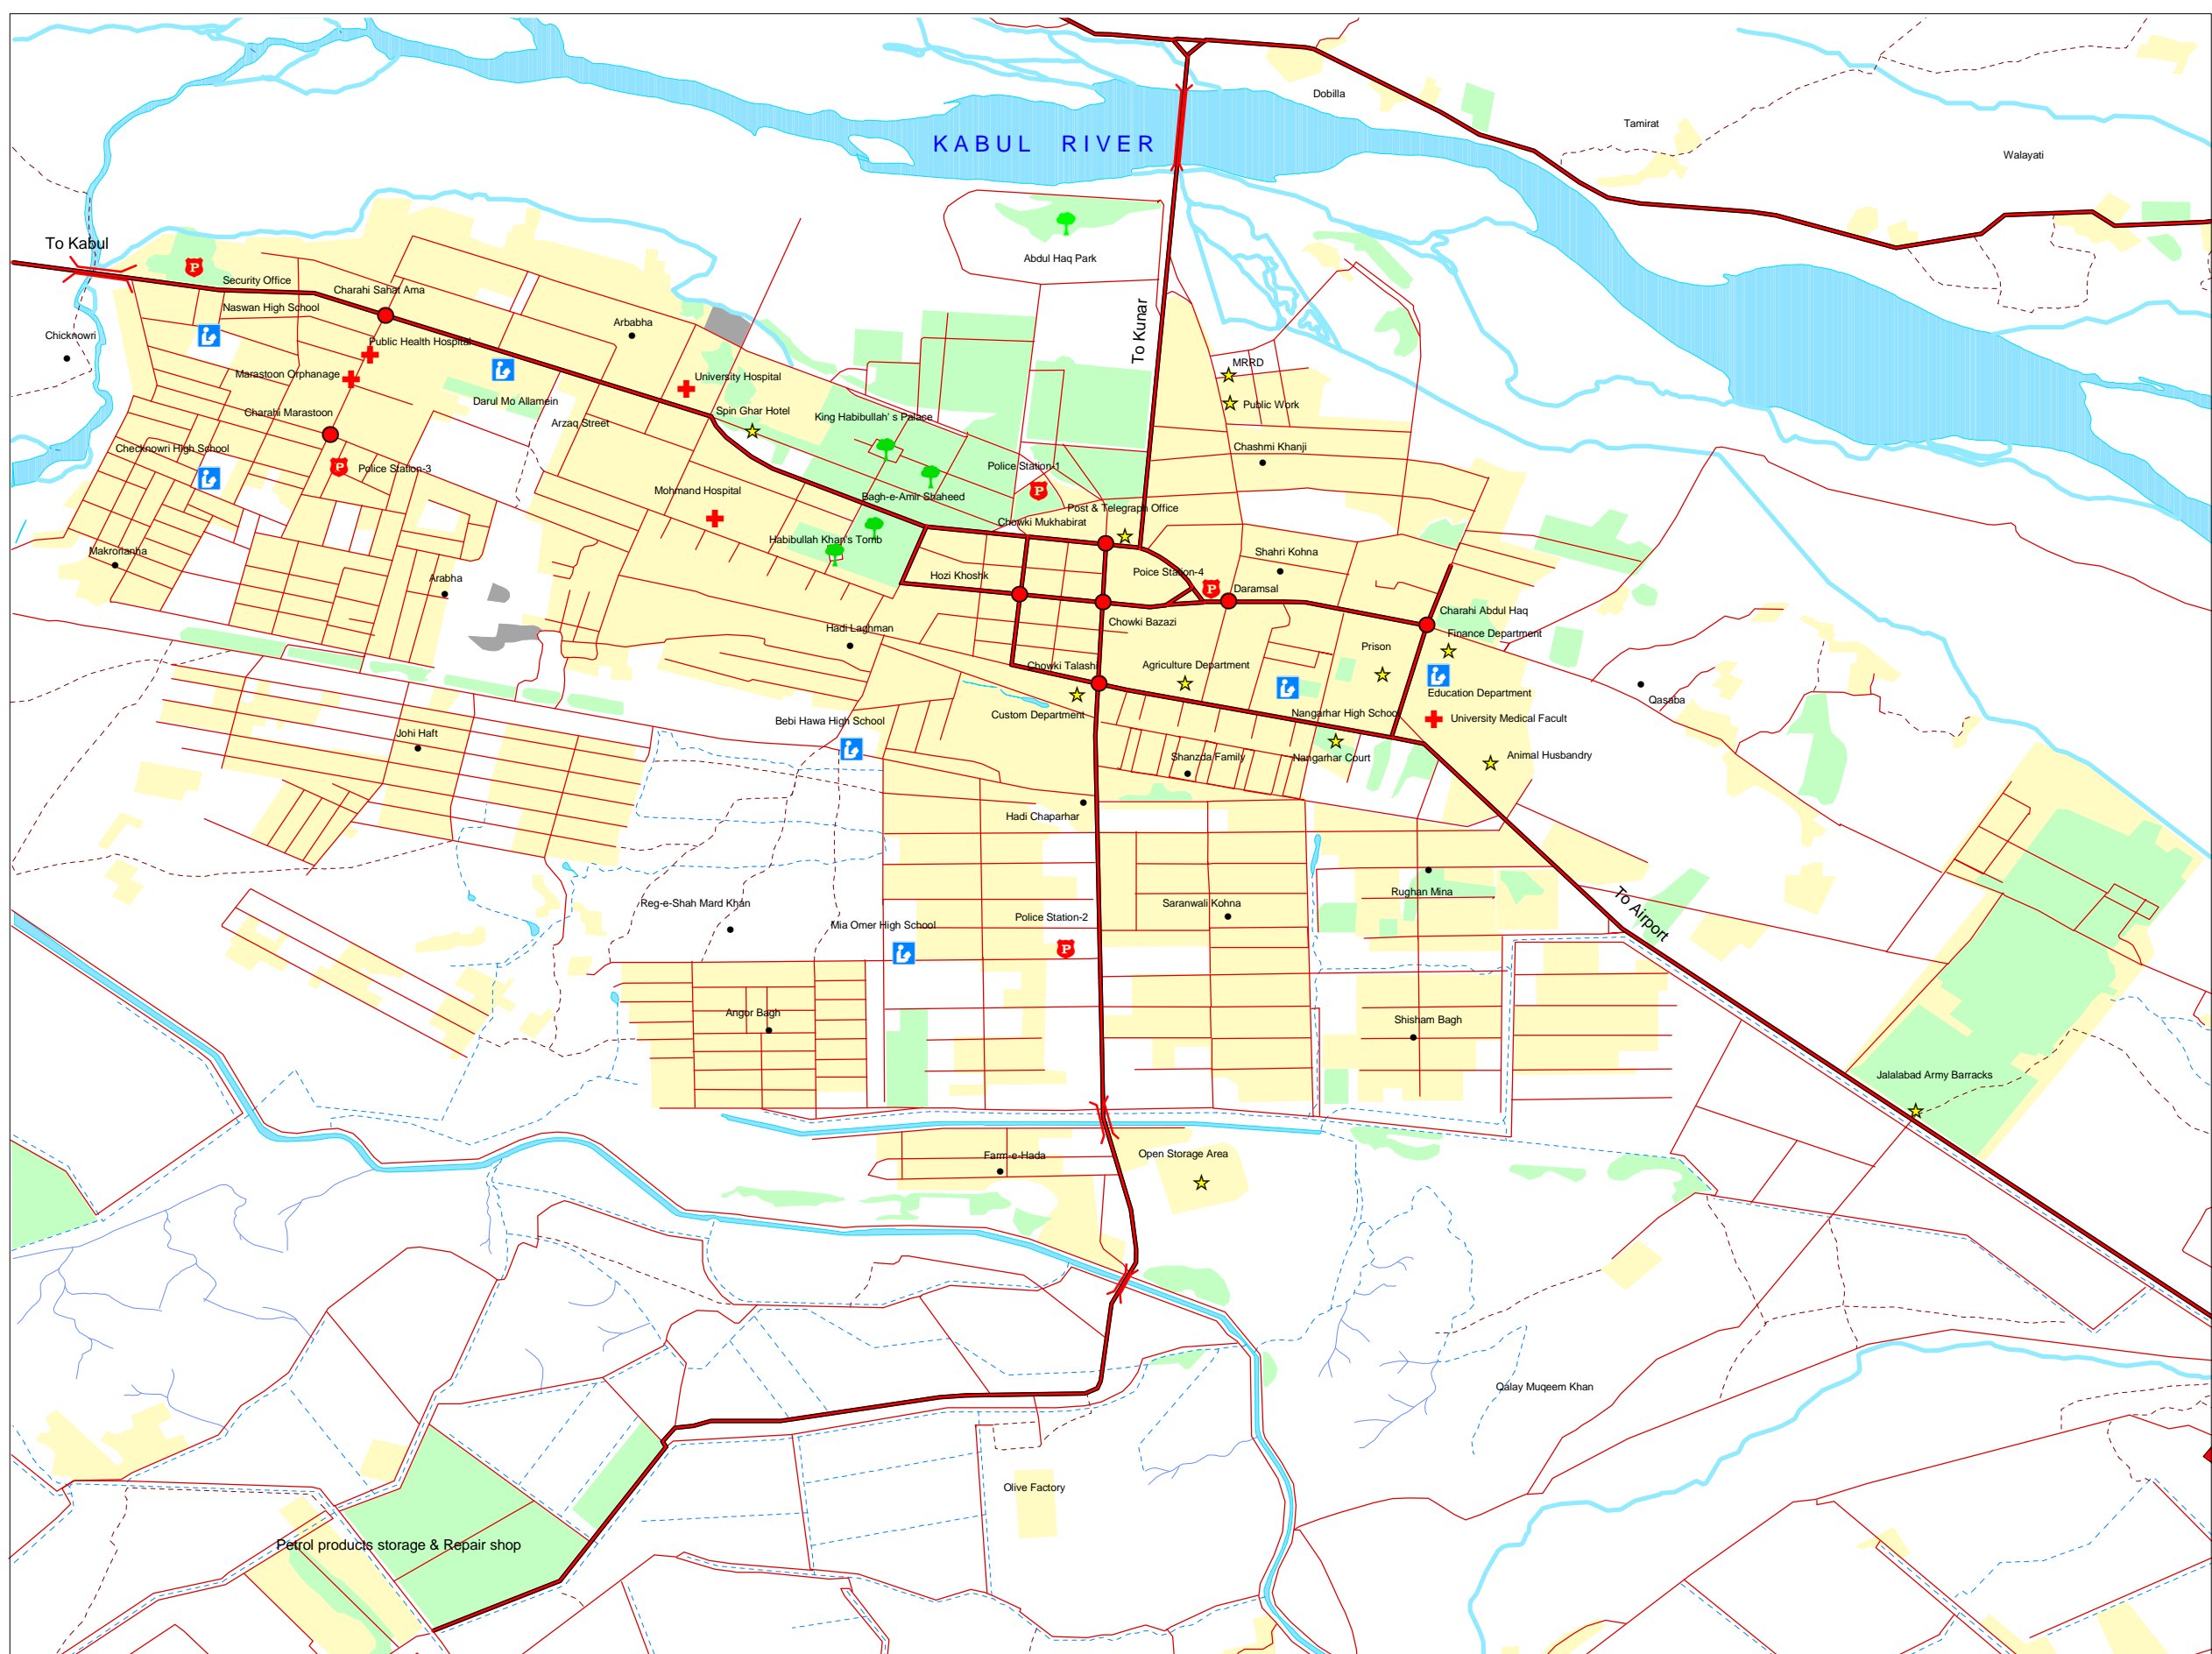 Dobilla
Tamirat
KABUL RIVER
Walayati
To Kabul
Abdul Haq Park
Security Office
Charahi Sahat Ama
Naswan High School
To Kunar
Arbabha
Chicknowri
Public Health Hospital
MRRD
Marastoon Orphanage
University Hospital
Darul Mo Allamein
Public Work
Charahi Marastoon
Spin Ghar Hotel
King Habibullah' s Palace
Arzaq Street
Checknowri High School
Chashmi Khanji
Police Station-3
Police Station-1
Mohmand Hospital
Bagh-e-Amir Shaheed
Post & Telegraph Office
Chowki Mukhabirat
Habibullah Khan's Tomb
Makrorianha
Shahri Kohna
Arabha
Hozi Khoshk
Poice Station-4
Daramsal
Charahi Abdul Haq
Chowki Bazazi
Hadi Laghman
Finance Department
Prison
Chowki Talashi
Agriculture Department
Education Department
Qasaba
Custom Department
Nangarhar High School
Bebi Hawa High School
University Medical Facult
Johi Haft
Shanzda Family
Nangarhar Court
Animal Husbandry
Hadi Chaparhar
Rughan Mina
Reg-e-Shah Mard Khan
Saranwali Kohna
To Airport
Mia Omer High School
Police Station-2
Angor Bagh
Shisham Bagh
Jalalabad Army Barracks
Farm-e-Hada
Open Storage Area
Qalay Muqeem Khan
Olive Factory
Petrol products storage & Repair shop